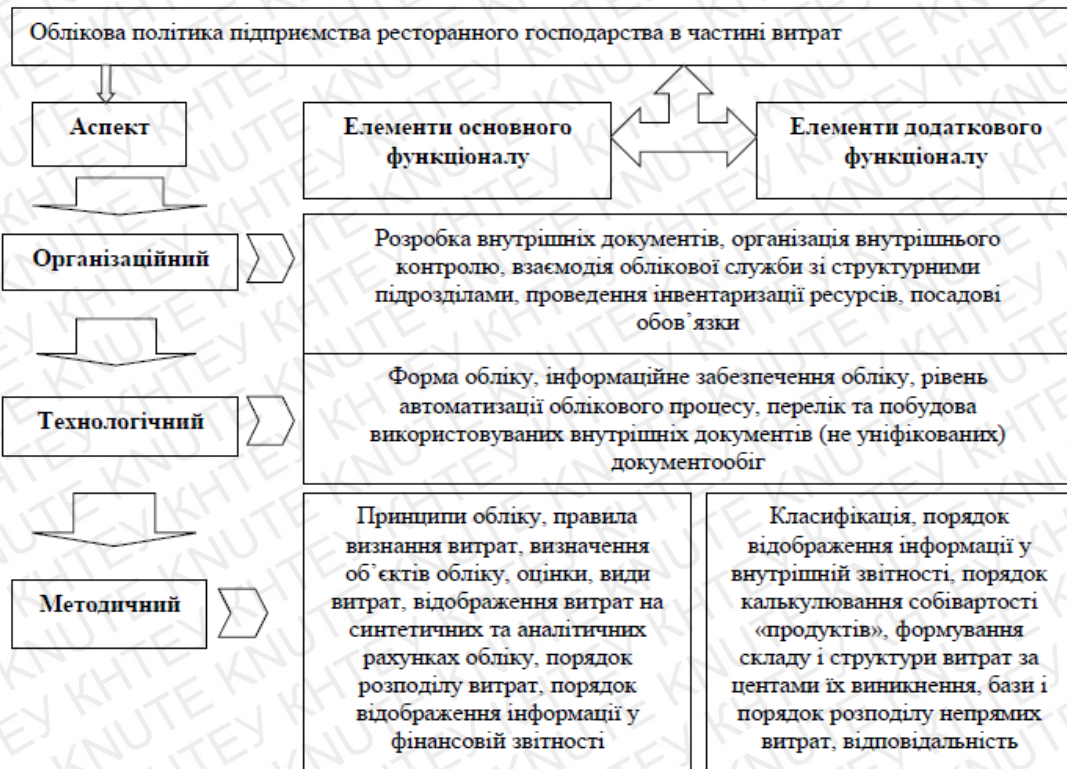 Облікова політика підприємства ресторанного господарства в частині витрат
Аспект
Елементи основного
функціоналу
Елементи додаткового
функціоналу
Організаційний
Розробка внутрішніх документів, організація внутрішнього
контролю, взаємодія облікової служби зі структурними
підрозділами, проведення інвентаризації ресурсів, посадові
обов’язки
Технологічний
Форма обліку, інформаційне забезпечення обліку, рівень
автоматизації облікового процесу, перелік та побудова
використовуваних внутрішніх документів (не уніфікованих)
документообіг
Методичний
Принципи обліку, правила
визнання витрат, визначення
об’єктів обліку, оцінки, види
витрат, відображення витрат на
синтетичних та аналітичних
рахунках обліку, порядок
розподілу витрат, порядок
відображення інформації у
фінансовій звітності
Класифікація, порядок
відображення інформації у
внутрішній звітності, порядок
калькулювання собівартості
«продуктів», формування
складу і структури витрат за
центами їх виникнення, бази і
порядок розподілу непрямих
витрат, відповідальність